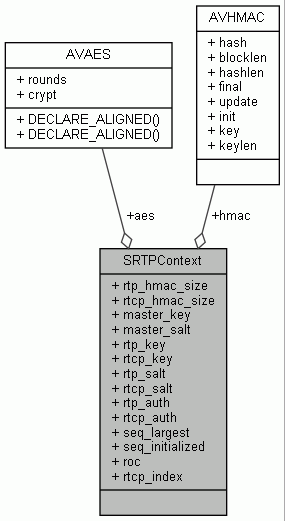 AVHMAC
+ hash
+ blocklen
+ hashlen
+ final
+ update
+ init
+ key
+ keylen
AVAES
+ rounds
+ crypt
+ DECLARE_ALIGNED()
+ DECLARE_ALIGNED()
+aes
+hmac
SRTPContext
+ rtp_hmac_size
+ rtcp_hmac_size
+ master_key
+ master_salt
+ rtp_key
+ rtcp_key
+ rtp_salt
+ rtcp_salt
+ rtp_auth
+ rtcp_auth
+ seq_largest
+ seq_initialized
+ roc
+ rtcp_index